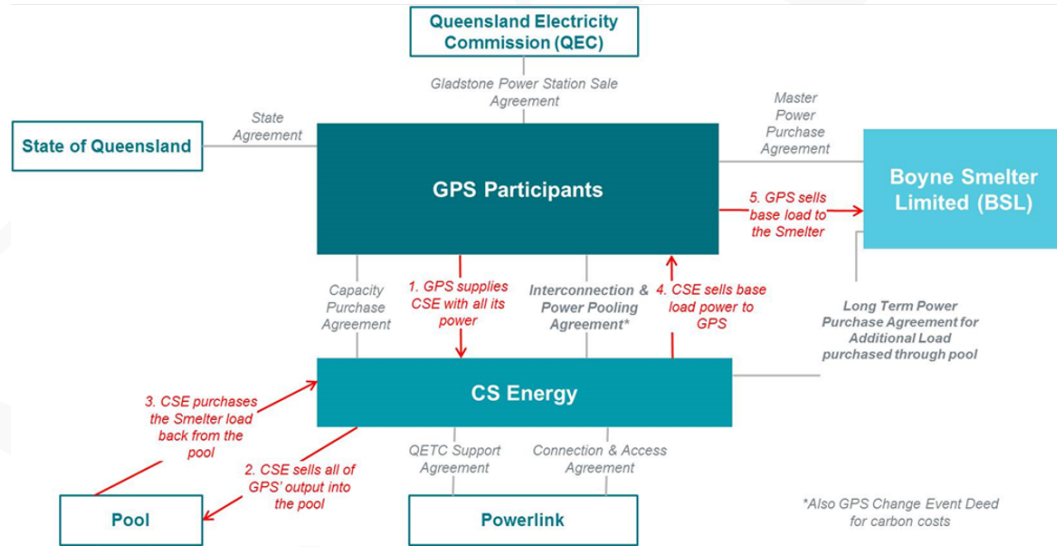 Queensland Electricity
Commission (QEC)
Gladstone Power Station Sale
Agreement
State
Agreement
Master
Power
Purchase
Agreement
State of Queensland
GPS Participants
Boyne Smelter
Limited (BSL)
5. GPS sells
base load to
the Smelter
Capacity
Purchase
Agreement
1. GPS supplies
CSE with all its
power
Interconnection &
Power Pooling
Agreement*
4. CSE sells base
load power to
GPS
Long Term Power
Purchase Agreement for
Additional Load
purchased through pool
CS Energy
3. CSE purchases
the Smelter load
back from the
pool
2. CSE sells all of
GPS' output into
the pool
QETC Support
Agreement
Connection & Access
Agreement
Pool
Powerlink
*Also GPS Change Event Deed
for carbon costs